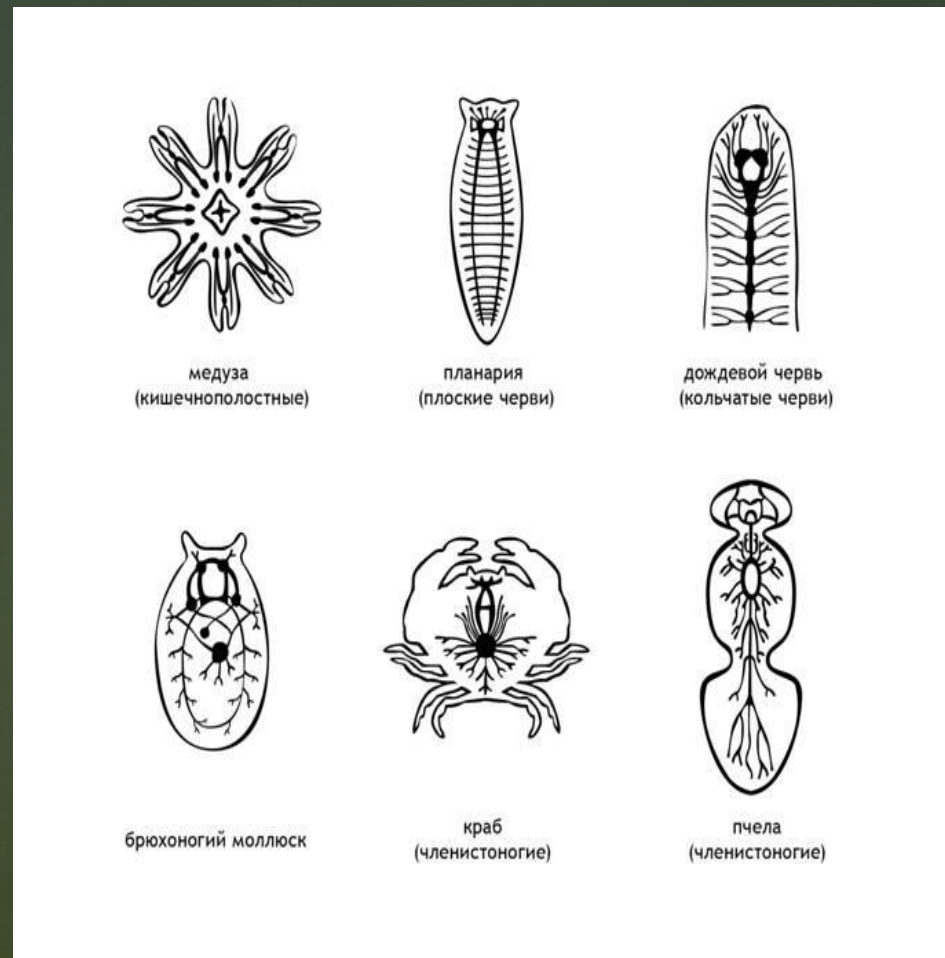 медуза
(кишечнополостные)
планария
(плоские черви)
дождевой червь
(кольчатые черви)
брюхоногий моллюск
краб
(членистоногие)
пчела
(членистоногие)